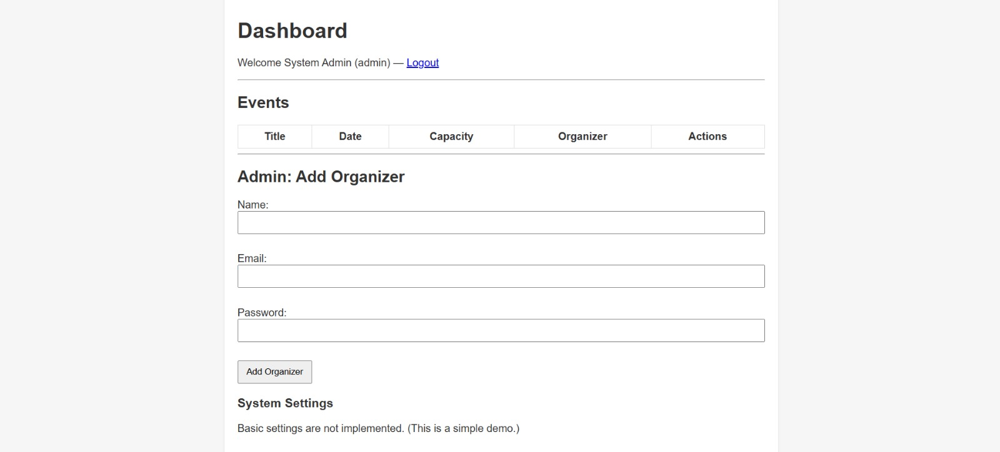 Dashboard
Welcome System Admin (admin) — Logout
Events
Title Date Capacity Organizer Actions
Admin: Add Organizer
Name:
Email:
Password:
Add Organizer
System Settings
Basic settings are not implemented. (This is a simple demo.)